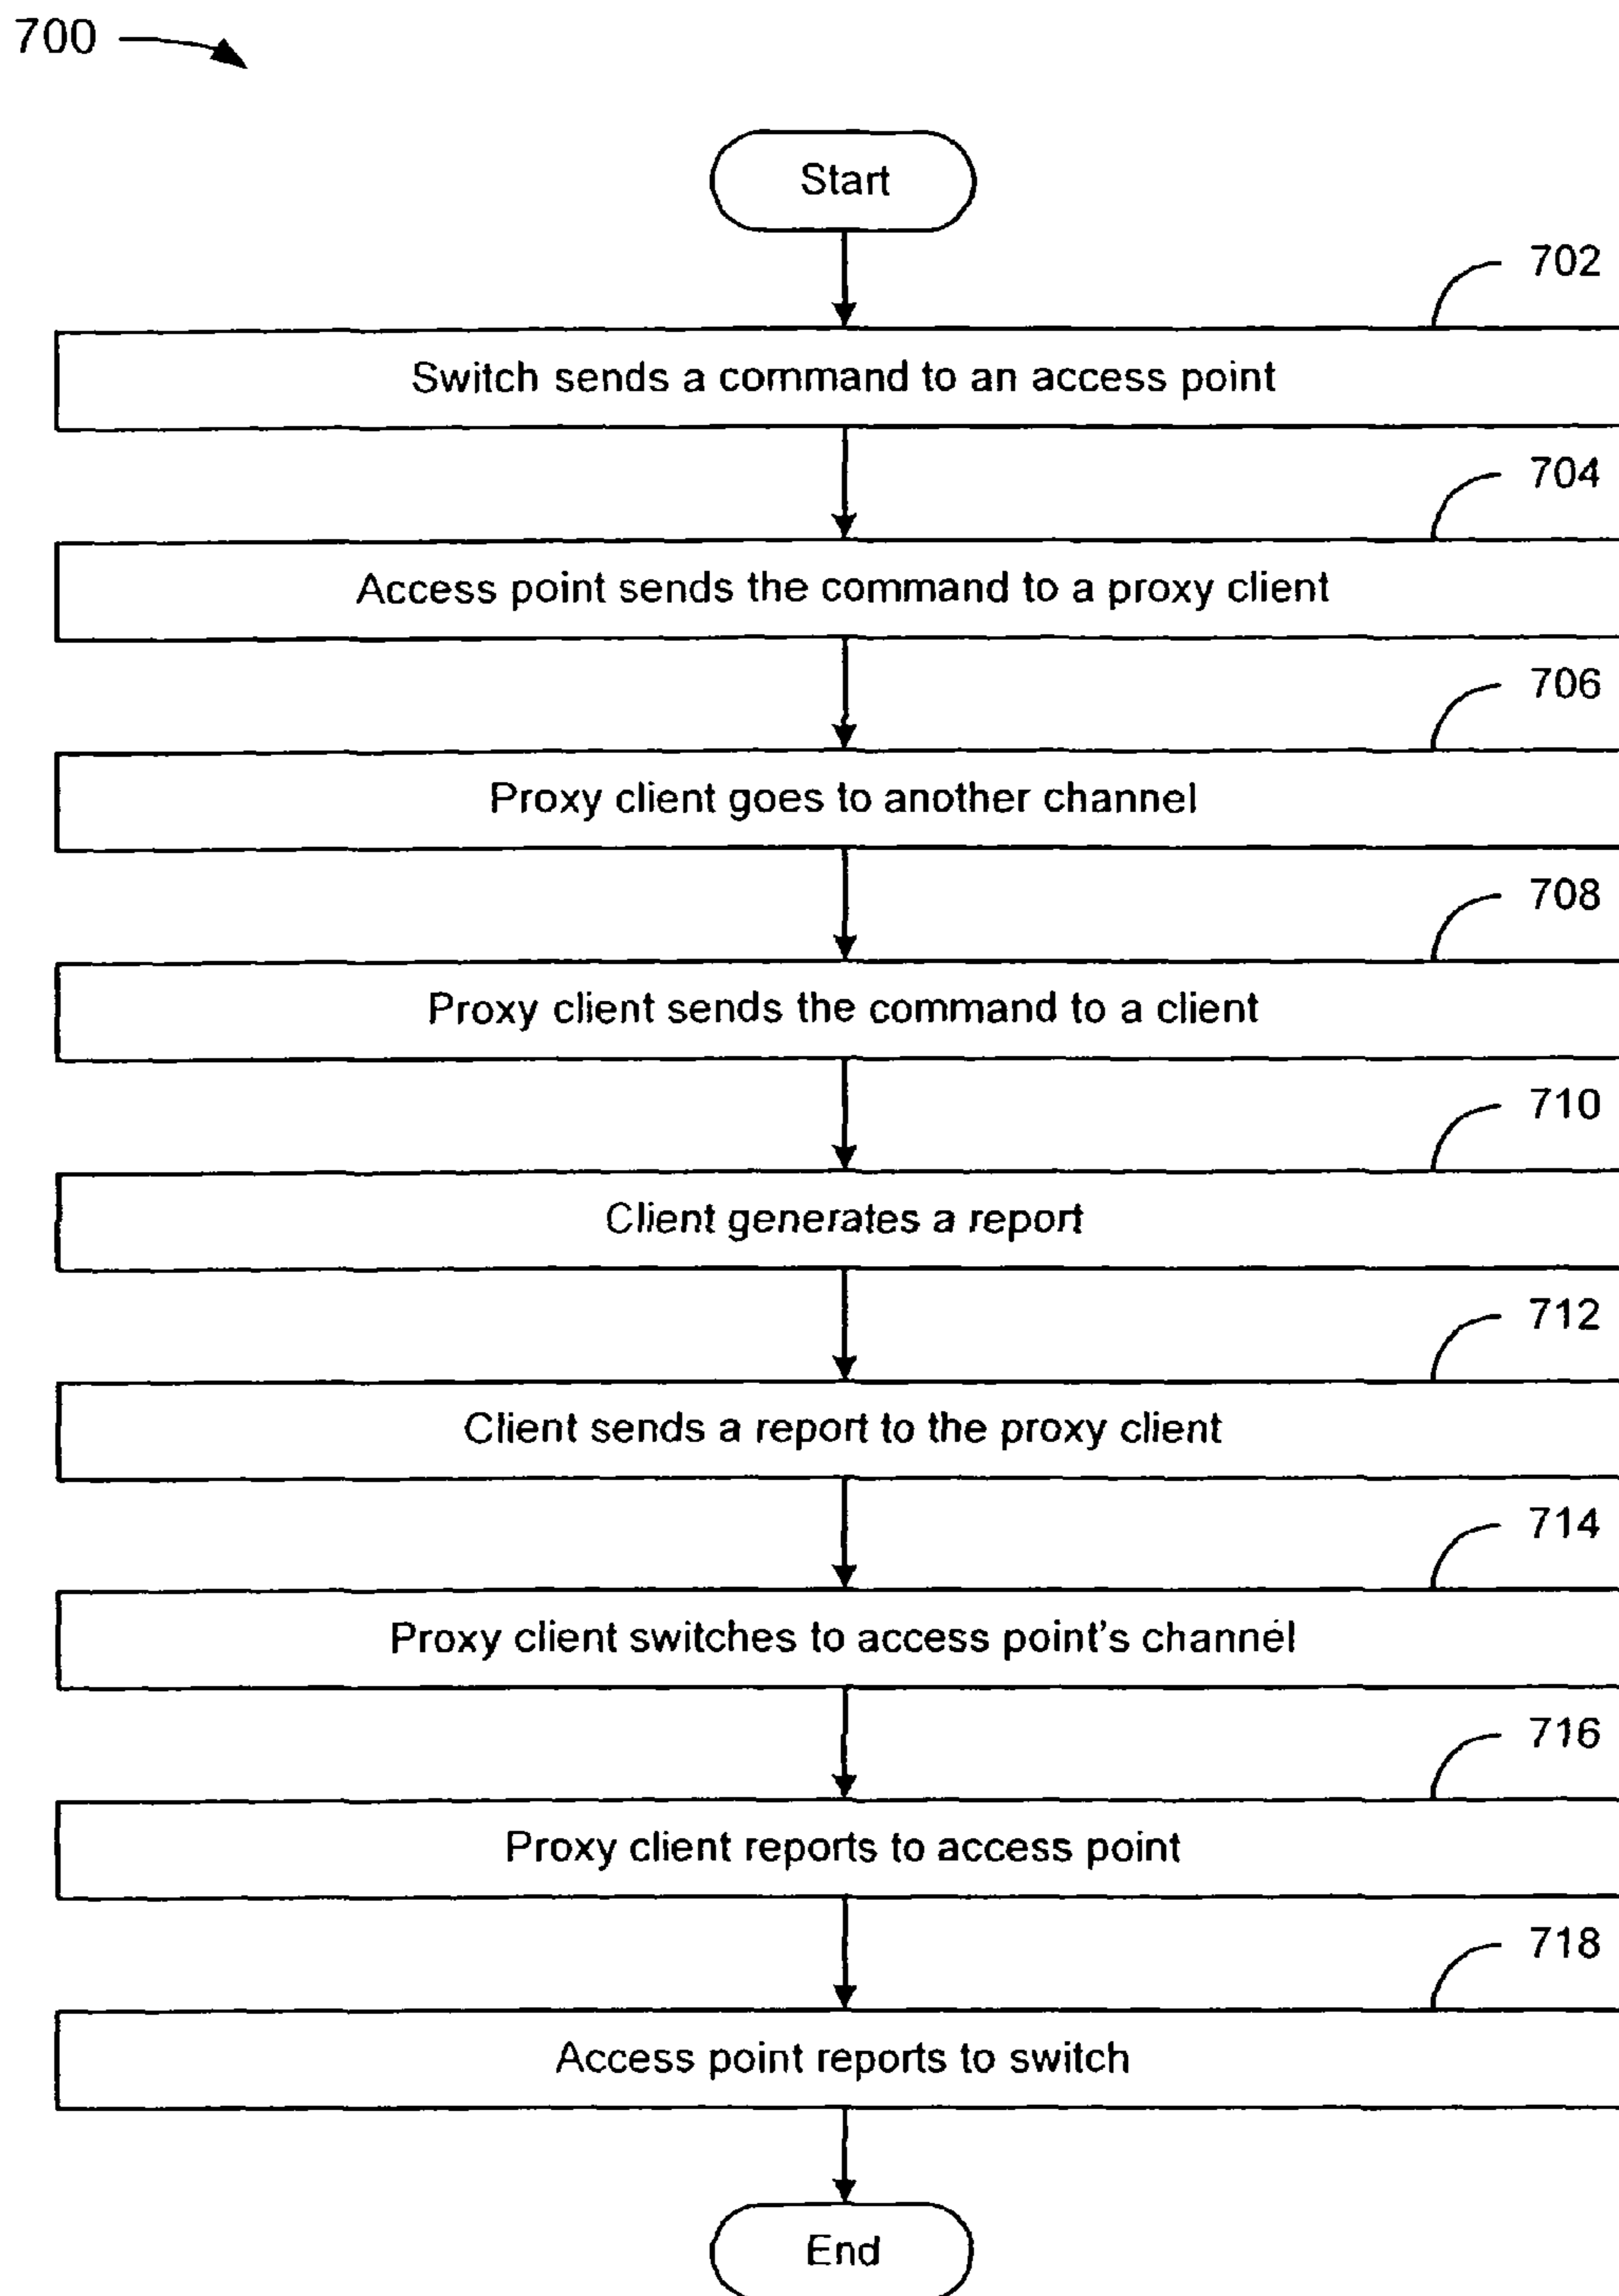 700
Start
702
Switch sends a command to an access point
704
Access point sends the command to a proxy client
706
Proxy client goes to another channel
708
Proxy client sends the command to a client
710
Client generates a report
712
Client sends a report to the proxy client
714
Proxy client switches to access point's channel
716
Proxy client reports to access point
718
Access point reports to switch
End